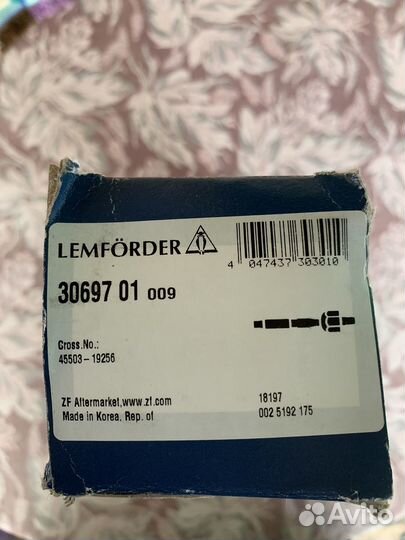 LEMFÖRDER
4 047437 303010
30697 01 009
Cross.No.:
45503-19256
ZF Aftermarket,www.zf.com
Made in Korea, Rep. of
18197
002 5192 175
Avito